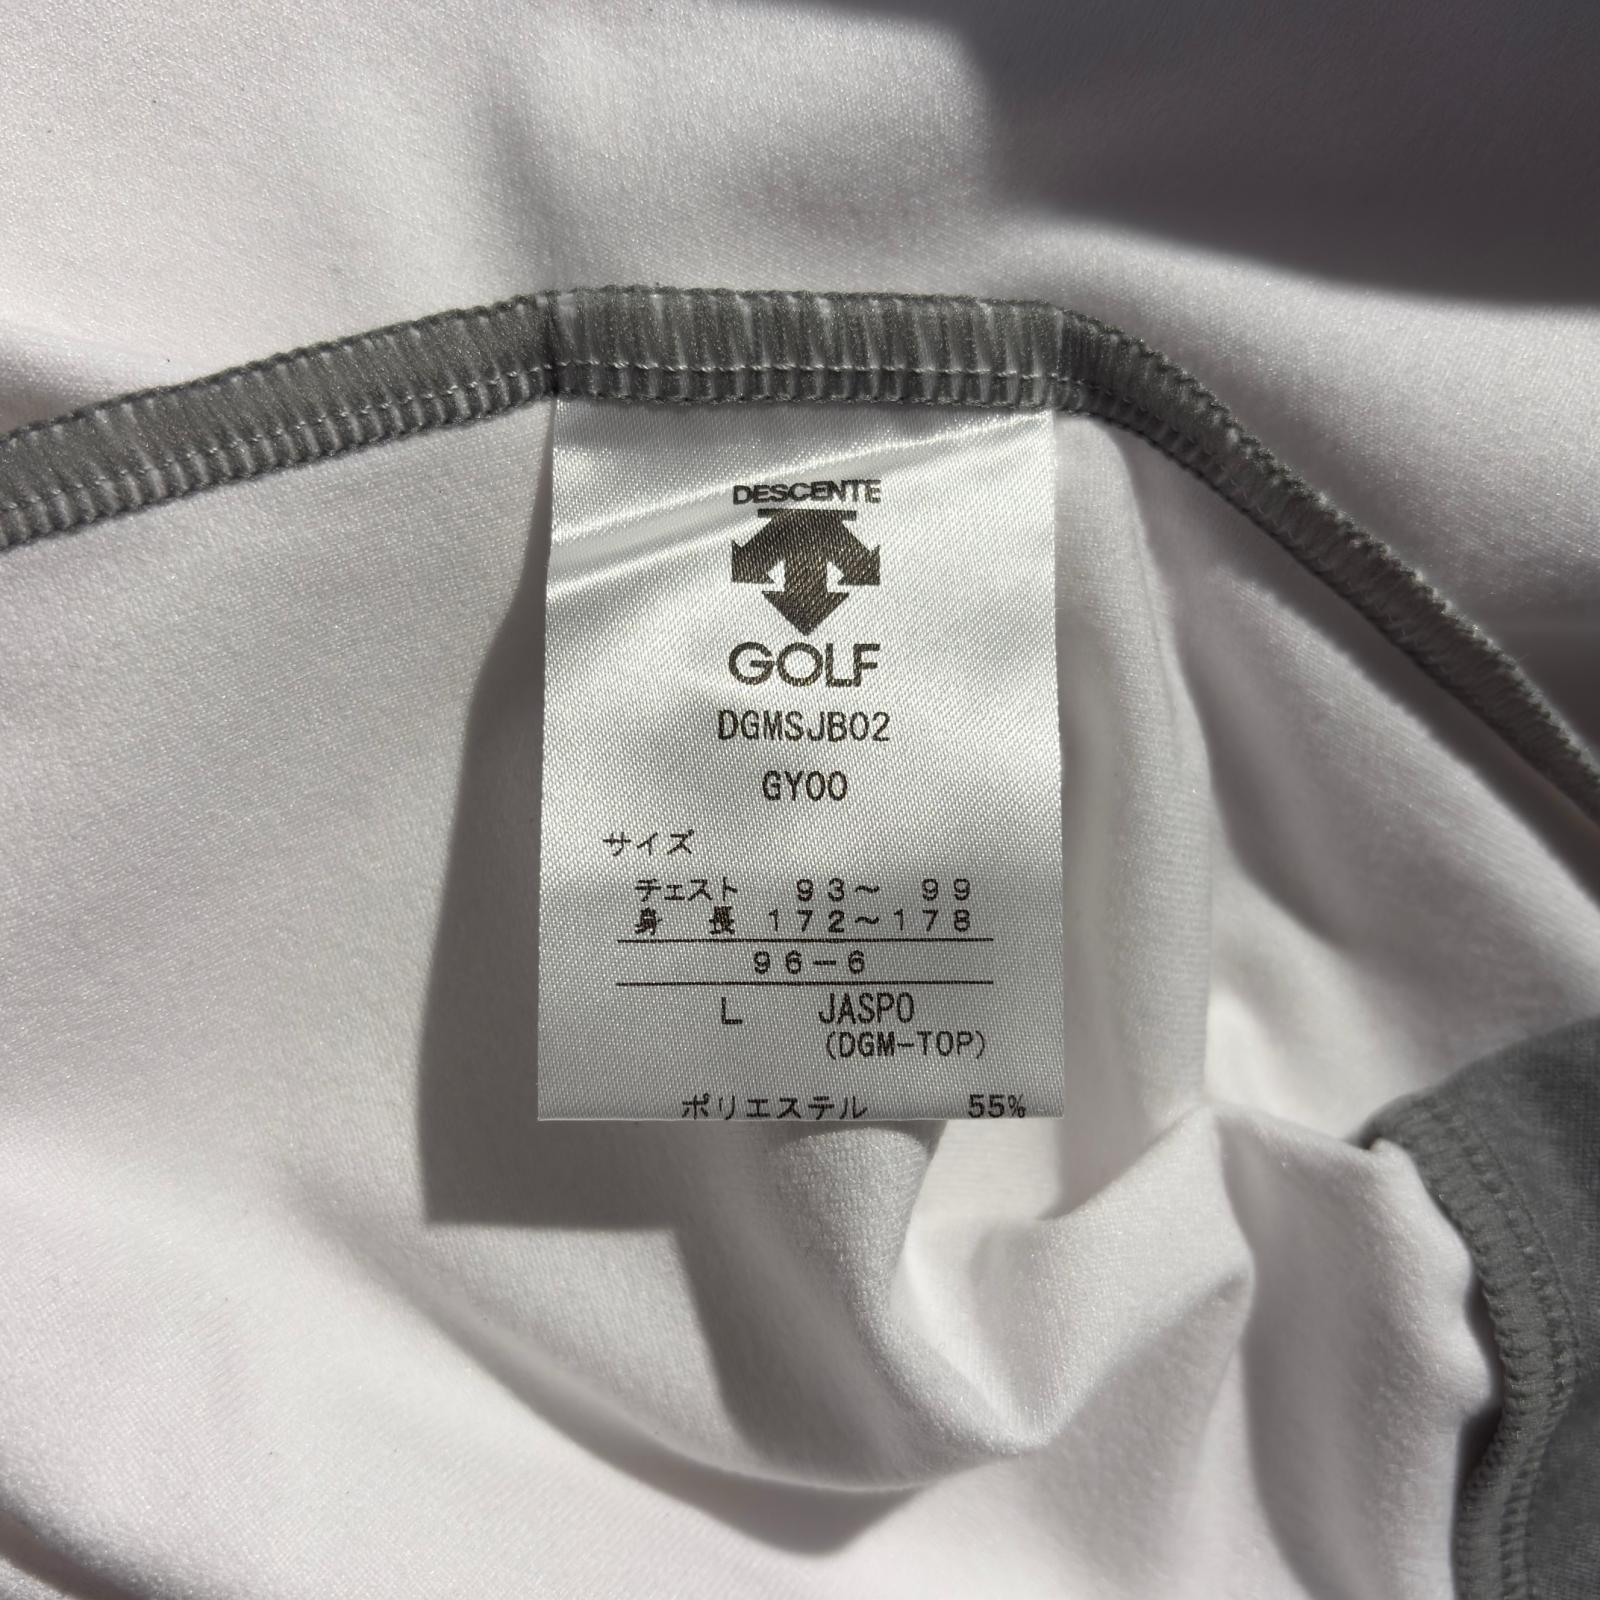 DESCENTE
GOLF
DGMSJB02
GY00
サイズ
チェスト 93～ 99
身 長 172～178
96-6
L JASPO
(DGM-TOP)
ポリエステル 55%